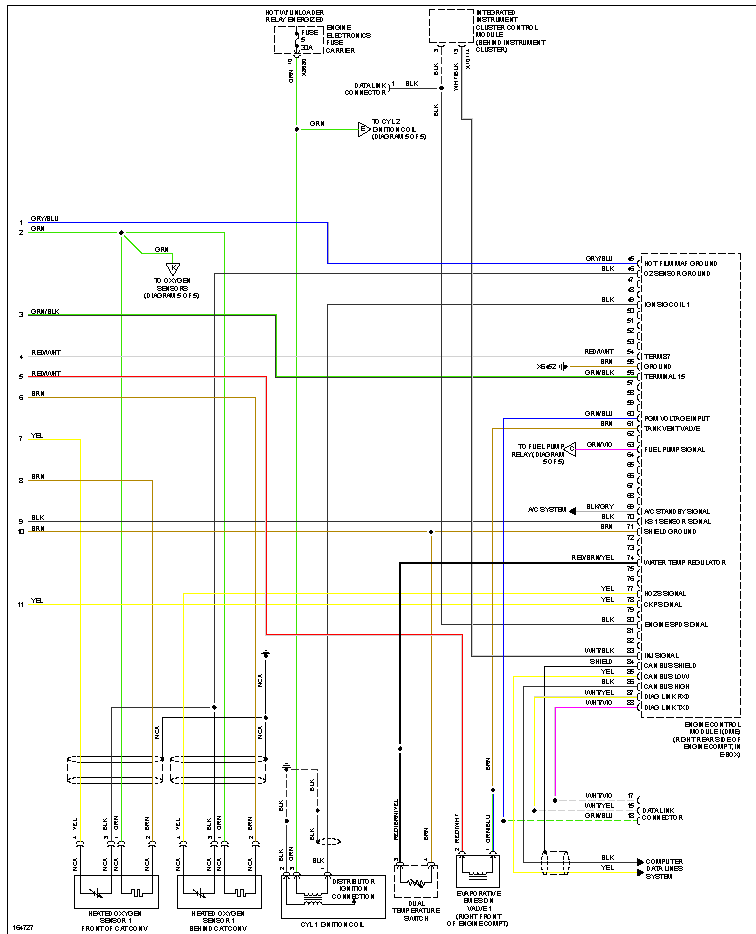 HOT W/ UNLOADER
RELAY ENERGIZED
FUSE
5
30A
ENGINE
ELECTRONICS
FUSE
CARRIER
INTEGRATED
INSTRUMENT
CLUSTER CONTROL
MODULE
(BEHIND INSTRUMENT
CLUSTER)
GRN
BLK
WHT/BLK
DATA LINK
CONNECTOR
1 BLK
BLK
GRN
E
TO CYL 2
IGNITION COIL
(DIAGRAM 5 OF 5)
1 GRY/BLU
2 GRN
GRN
TO OXYGEN
SENSORS
(DIAGRAM 5 OF 5)
3 GRN/BLK
4 RED/WHT
5 RED/WHT
6 BRN
7 YEL
8 BRN
9 BLK
10 BRN
11 YEL
GRY/BLU 45 HOT FILM MAF GROUND
BLK 46 O2 SENSOR GROUND
47
48
BLK 49 IGN SIG COIL 1
50
51
52
53
RED/WHT 54 TERM 87
X6452 BRN 55 GROUND
GRN/BLK 56 TERMINAL 15
57
58
59
GRN/BLU 60 PGM VOLTAGE INPUT
BRN 61 TANK VENT VALVE
62
TO FUEL PUMP
RELAY (DIAGRAM
5 OF 5)
GRN/VIO 63 FUEL PUMP SIGNAL
64
65
66
67
68
A/C SYSTEM BLK/GRY 69 A/C STANDBY SIGNAL
BLK 70 KS 1 SENSOR SIGNAL
BRN 71 SHIELD GROUND
72
73
RED/BRN/YEL 74 WATER TEMP REGULATOR
75
76
YEL 77 HO2S SIGNAL
YEL 78 CKP SIGNAL
79
BLK 80 ENGINE SPD SIGNAL
81
82
WHT/BLK 83 INJ SIGNAL
SHIELD 84 CAN BUS SHIELD
YEL 85 CAN BUS LOW
BLK 86 CAN BUS HIGH
WHT/YEL 87 DIAG LINK RXD
WHT/VIO 88 DIAG LINK TXD
ENGINE CONTROL
MODULE I (DME)
(RIGHT REAR SIDE OF
ENGINE COMPT, IN
E-BOX)
NCA
NCA
NCA
BRN
WHT/VIO 17
WHT/YEL 15
GRN/BLU 18
DATA LINK
CONNECTOR
BLK
YEL
COMPUTER
DATA LINES
SYSTEM
YEL
BLK
GRN
BRN
YEL
BLK
GRN
BRN
BLK
BLK
BLK
GRN
BLK
RED/BRN/YEL
BRN
RED/WHT
GRN/BLU
4 3 1 2
4 3 1 2
2 3 1
NCA NCA NCA NCA
NCA NCA NCA NCA
HEATED OXYGEN
SENSOR 1
FRONT OF CAT CONV
HEATED OXYGEN
SENSOR 1
BEHIND CAT CONV
DISTRIBUTOR
IGNITION
CONNECTION
CYL 1 IGNITION COIL
DUAL
TEMPERATURE
SWITCH
EVAPORATIVE
EMISSION
VALVE 1
(RIGHT FRONT
OF ENGINE COMPT)
164727